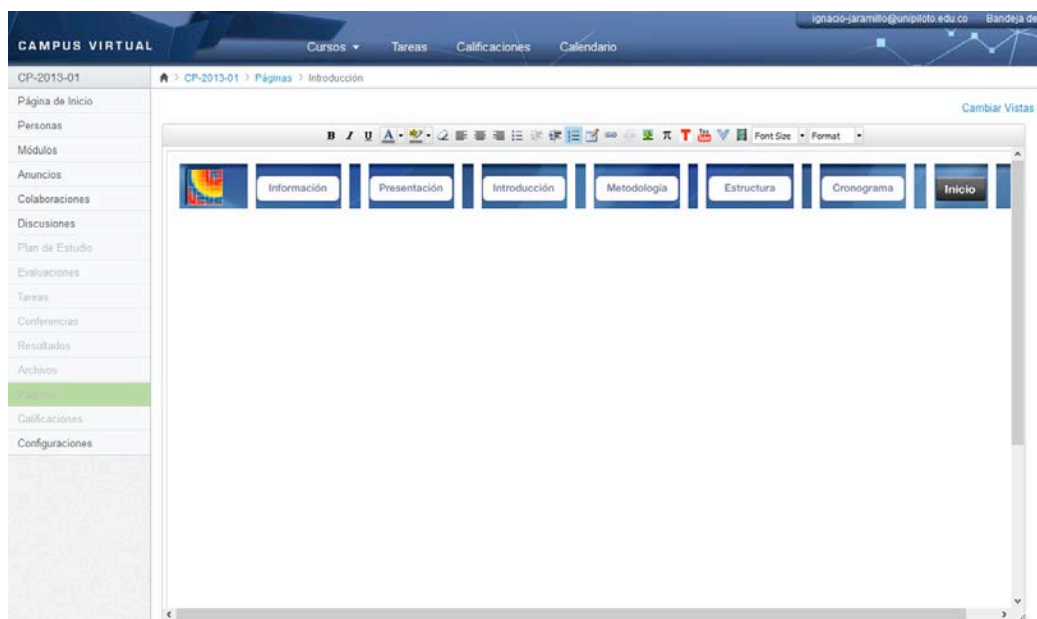 ignacio-jaramillo@unipiloto.edu.co Bandeja de
CAMPUS VIRTUAL
Cursos Tareas Calificaciones Calendario
CP-2013-01
CP-2013-01 > Páginas > Introducción
Página de Inicio
Cambiar Vistas
Personas
Módulos
Anuncios
Colaboraciones
Discusiones
Plan de Estudio
Evaluaciones
Tareas
Conferencias
Resultados
Archivos
Páginas
Calificaciones
Configuraciones
B I U A π T Font Size Format
Información Presentación Introducción Metodología Estructura Cronograma Inicio